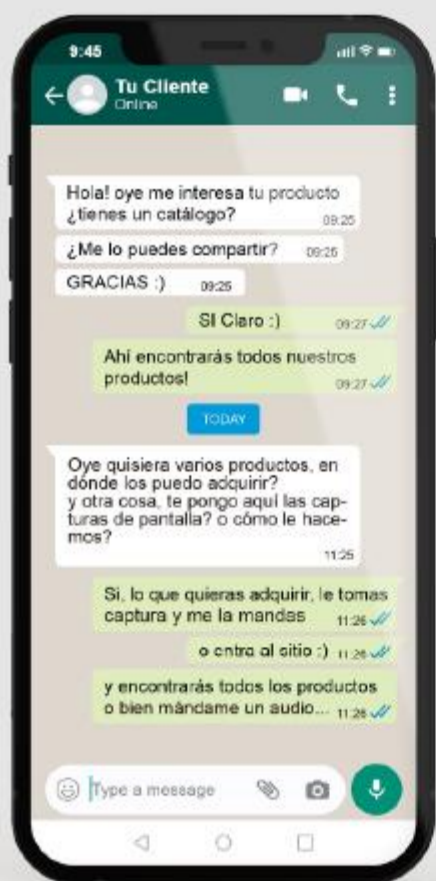 9:45
Tu Cliente
Online
Hola! oye me interesa tu producto
¿tienes un catálogo?
09:25
¿Me lo puedes compartir? 09:25
GRACIAS :) 09:25
SI Claro :) 09:27
Ahí encontrarás todos nuestros
productos!
09:27
TODAY
Oye quisiera varios productos, en
dónde los puedo adquirir?
y otra cosa, te pongo aquí las cap-
turas de pantalla? o cómo le hace-
mos?
11:25
Si, lo que quieras adquirir, le tomas
captura y me la mandas 11:26
o entra al sitio :) 11:26
y encontrarás todos los productos
o bien mándame un audio... 11:26
Type a message